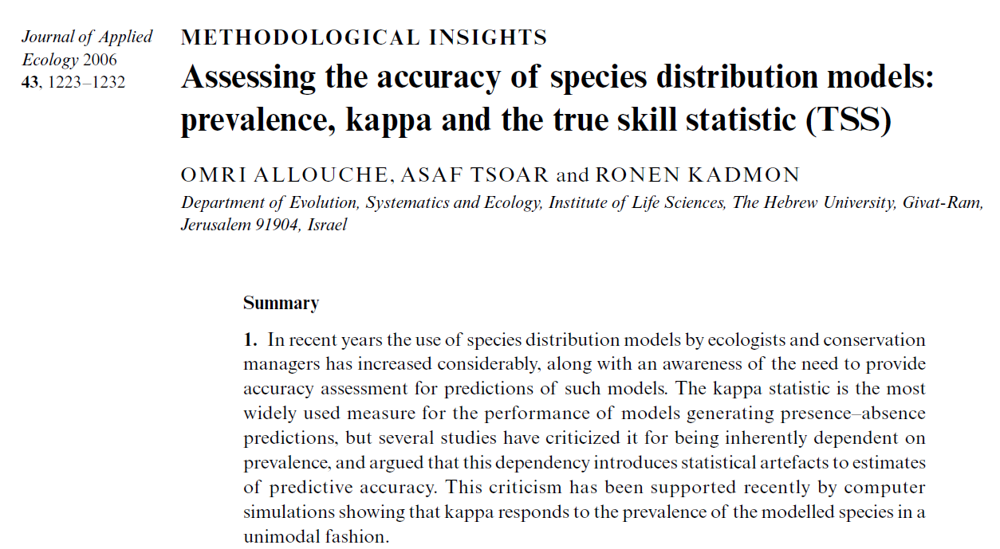 Journal of Applied
Ecology 2006
43, 1223–1232
METHODOLOGICAL INSIGHTS
Assessing the accuracy of species distribution models:
prevalence, kappa and the true skill statistic (TSS)
OMRI ALLOUCHE, ASAF TSOAR and RONEN KADMON
Department of Evolution, Systematics and Ecology, Institute of Life Sciences, The Hebrew University, Givat-Ram,
Jerusalem 91904, Israel
Summary
1. In recent years the use of species distribution models by ecologists and conservation
managers has increased considerably, along with an awareness of the need to provide
accuracy assessment for predictions of such models. The kappa statistic is the most
widely used measure for the performance of models generating presence–absence
predictions, but several studies have criticized it for being inherently dependent on
prevalence, and argued that this dependency introduces statistical artefacts to estimates
of predictive accuracy. This criticism has been supported recently by computer
simulations showing that kappa responds to the prevalence of the modelled species in a
unimodal fashion.